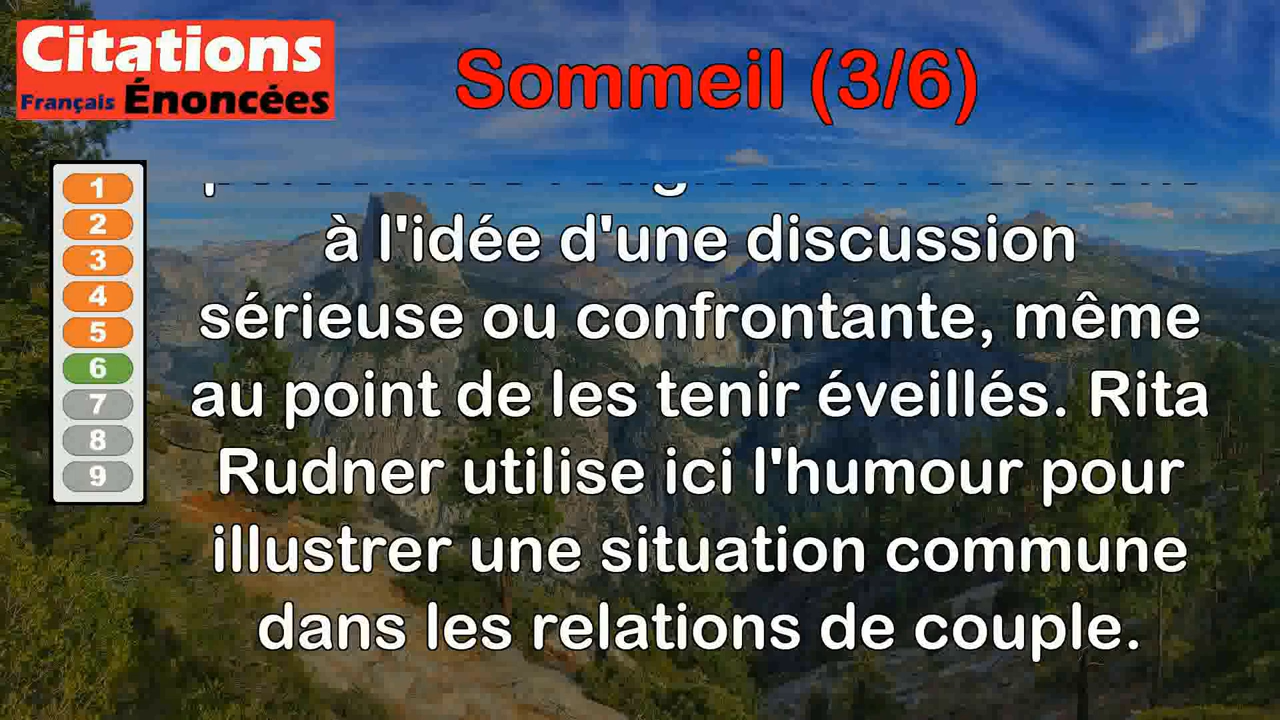 Citations
Français Énoncées
Sommeil (3/6)
1
2
3
4
5
6
7
8
9
à l'idée d'une discussion
sérieuse ou confrontante, même
au point de les tenir éveillés. Rita
Rudner utilise ici l'humour pour
illustrer une situation commune
dans les relations de couple.